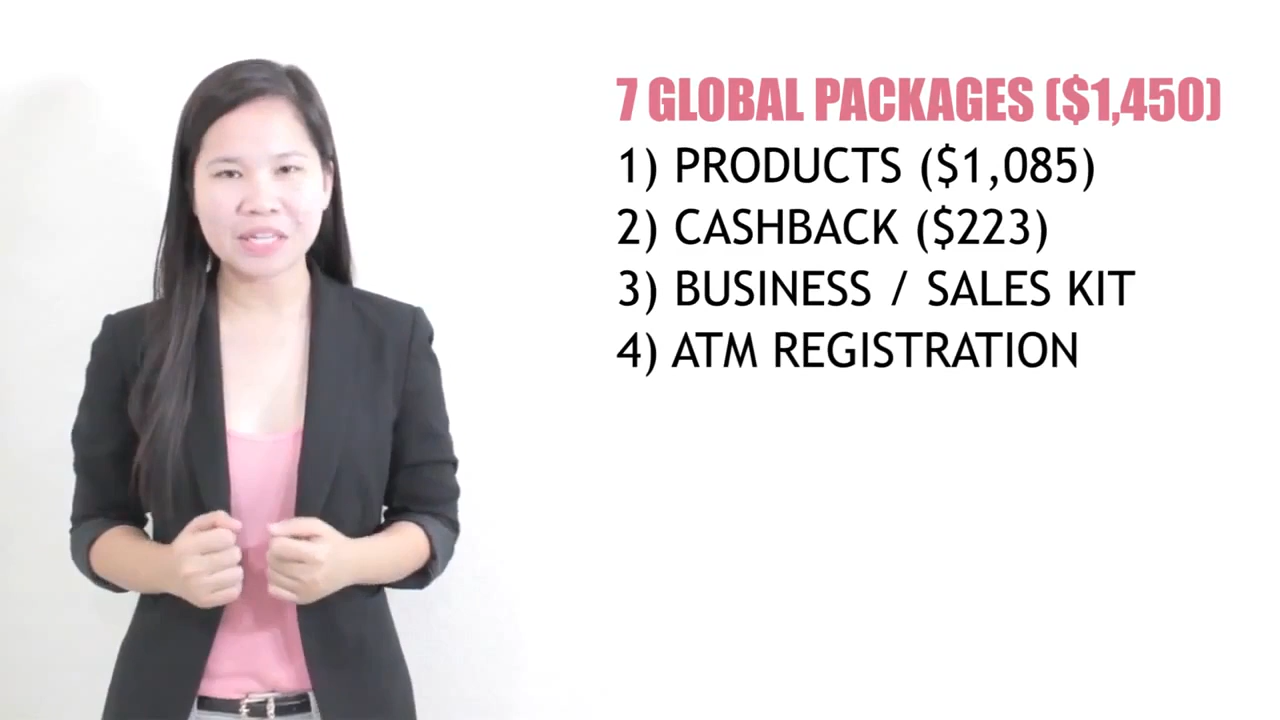 7 GLOBAL PACKAGES ($1,450)
1) PRODUCTS ($1,085)
2) CASHBACK ($223)
3) BUSINESS / SALES KIT
4) ATM REGISTRATION